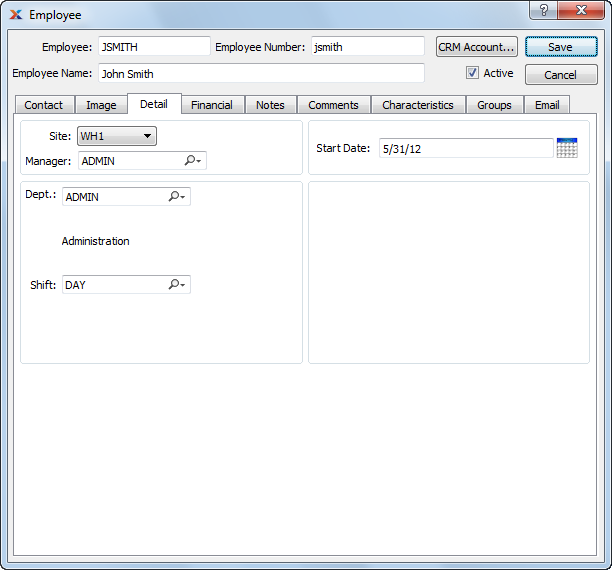 Employee
Employee: JSMITH Employee Number: jsmith CRM Account... Save
Employee Name: John Smith Active Cancel
Contact Image Detail Financial Notes Comments Characteristics Groups Email
Site: WH1
Manager: ADMIN
Start Date: 5/31/12
Dept.: ADMIN
Administration
Shift: DAY